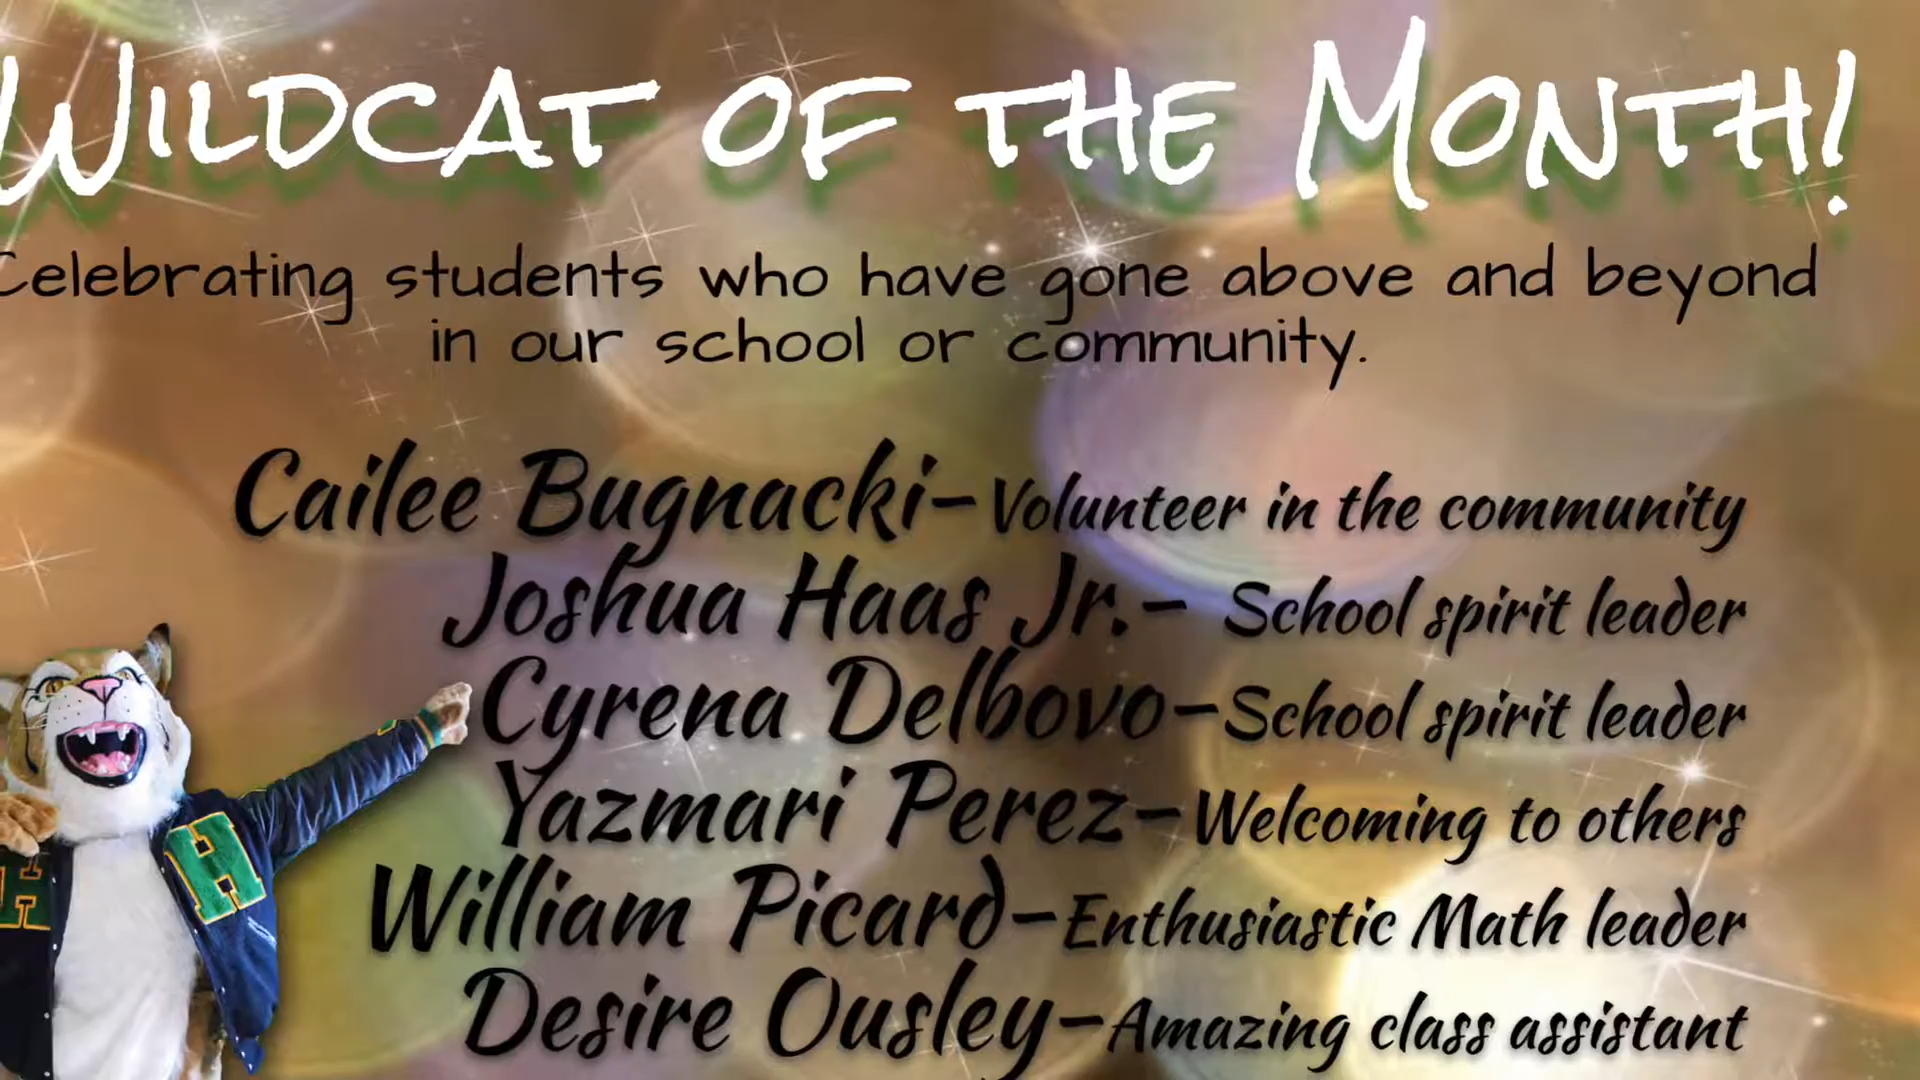 Wildcat of the Month!
Celebrating students who have gone above and beyond
in our school or community.
Cailee Bugnacki-Volunteer in the community
Joshua Haas Jr.- School spirit leader
Cyrena Delbovo-School spirit leader
Yazmari Perez-Welcoming to others
William Picard-Enthusiastic Math leader
Desire Ousley-Amazing class assistant
H
H